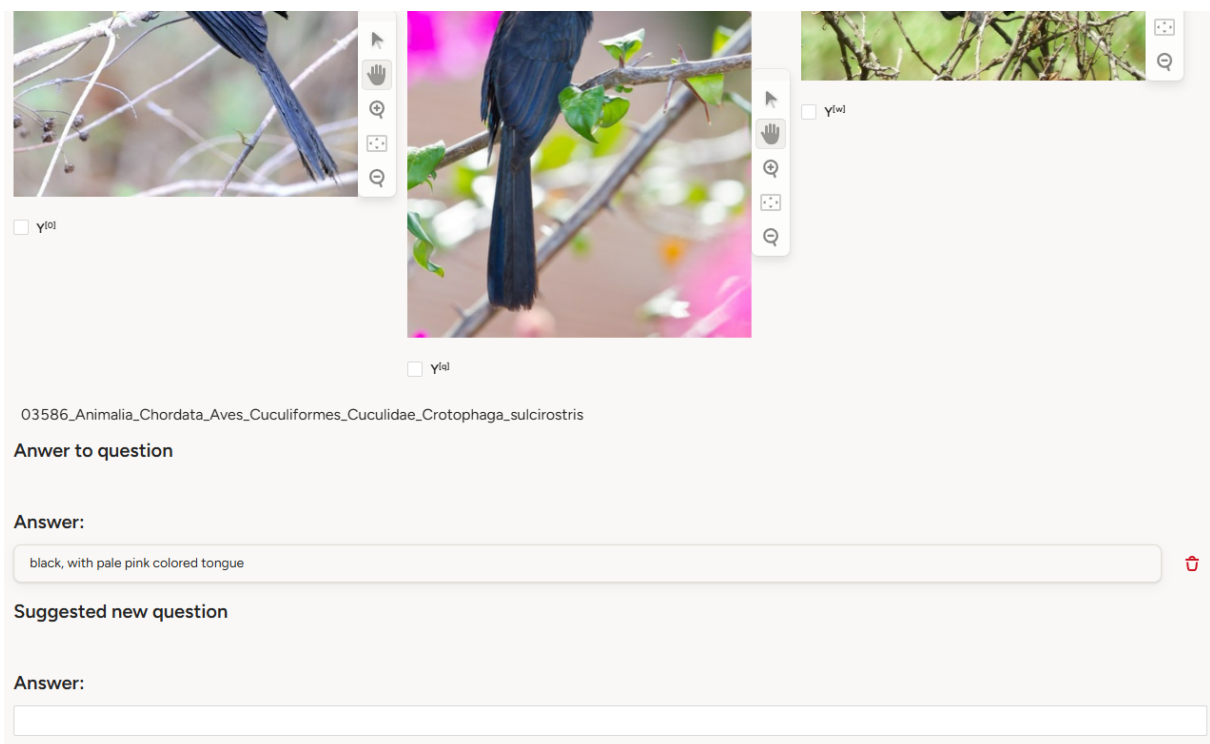 Y[w]
Y[0]
Y[q]
03586_Animalia_Chordata_Aves_Cuculiformes_Cuculidae_Crotophaga_sulcirostris
Anwer to question
Answer:
black, with pale pink colored tongue
Suggested new question
Answer: